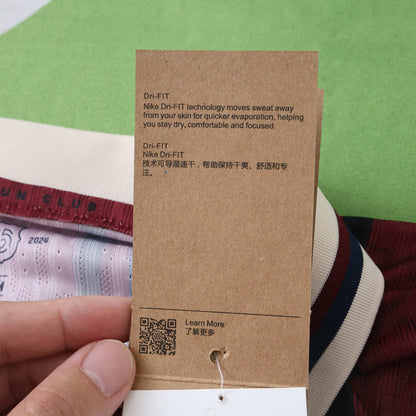 Dri-FIT
Nike Dri-FIT technology moves sweat away
from your skin for quicker evaporation, helping
you stay dry, comfortable and focused.
Dri-FIT
Nike Dri-FIT
技术可导湿速干，帮助保持干爽、舒适和专
注。
UN CLUB
2024
Learn More
了解更多